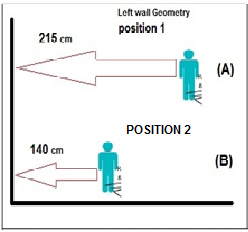 Left wall Geometry
position 1
215 cm
(A)
POSITION 2
140 cm
(B)